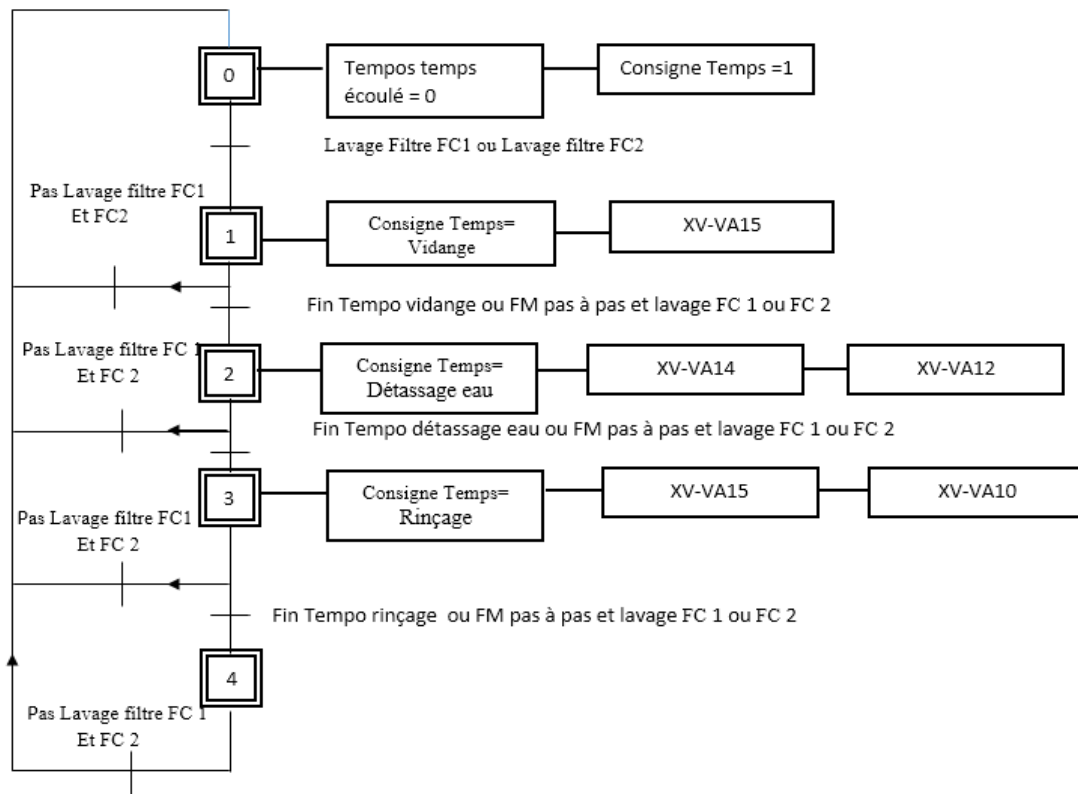 0
Tempos temps
écoulé = 0
Consigne Temps =1
Lavage Filtre FC1 ou Lavage filtre FC2
Pas Lavage filtre FC1
Et FC2
1
Consigne Temps=
Vidange
XV-VA15
Fin Tempo vidange ou FM pas à pas et lavage FC 1 ou FC 2
Pas Lavage filtre FC 1
Et FC 2
2
Consigne Temps=
Détassage eau
XV-VA14
XV-VA12
Fin Tempo détassage eau ou FM pas à pas et lavage FC 1 ou FC 2
3
Consigne Temps=
Rinçage
XV-VA15
XV-VA10
Pas Lavage filtre FC1
Et FC 2
Fin Tempo rinçage ou FM pas à pas et lavage FC 1 ou FC 2
4
Pas Lavage filtre FC 1
Et FC 2